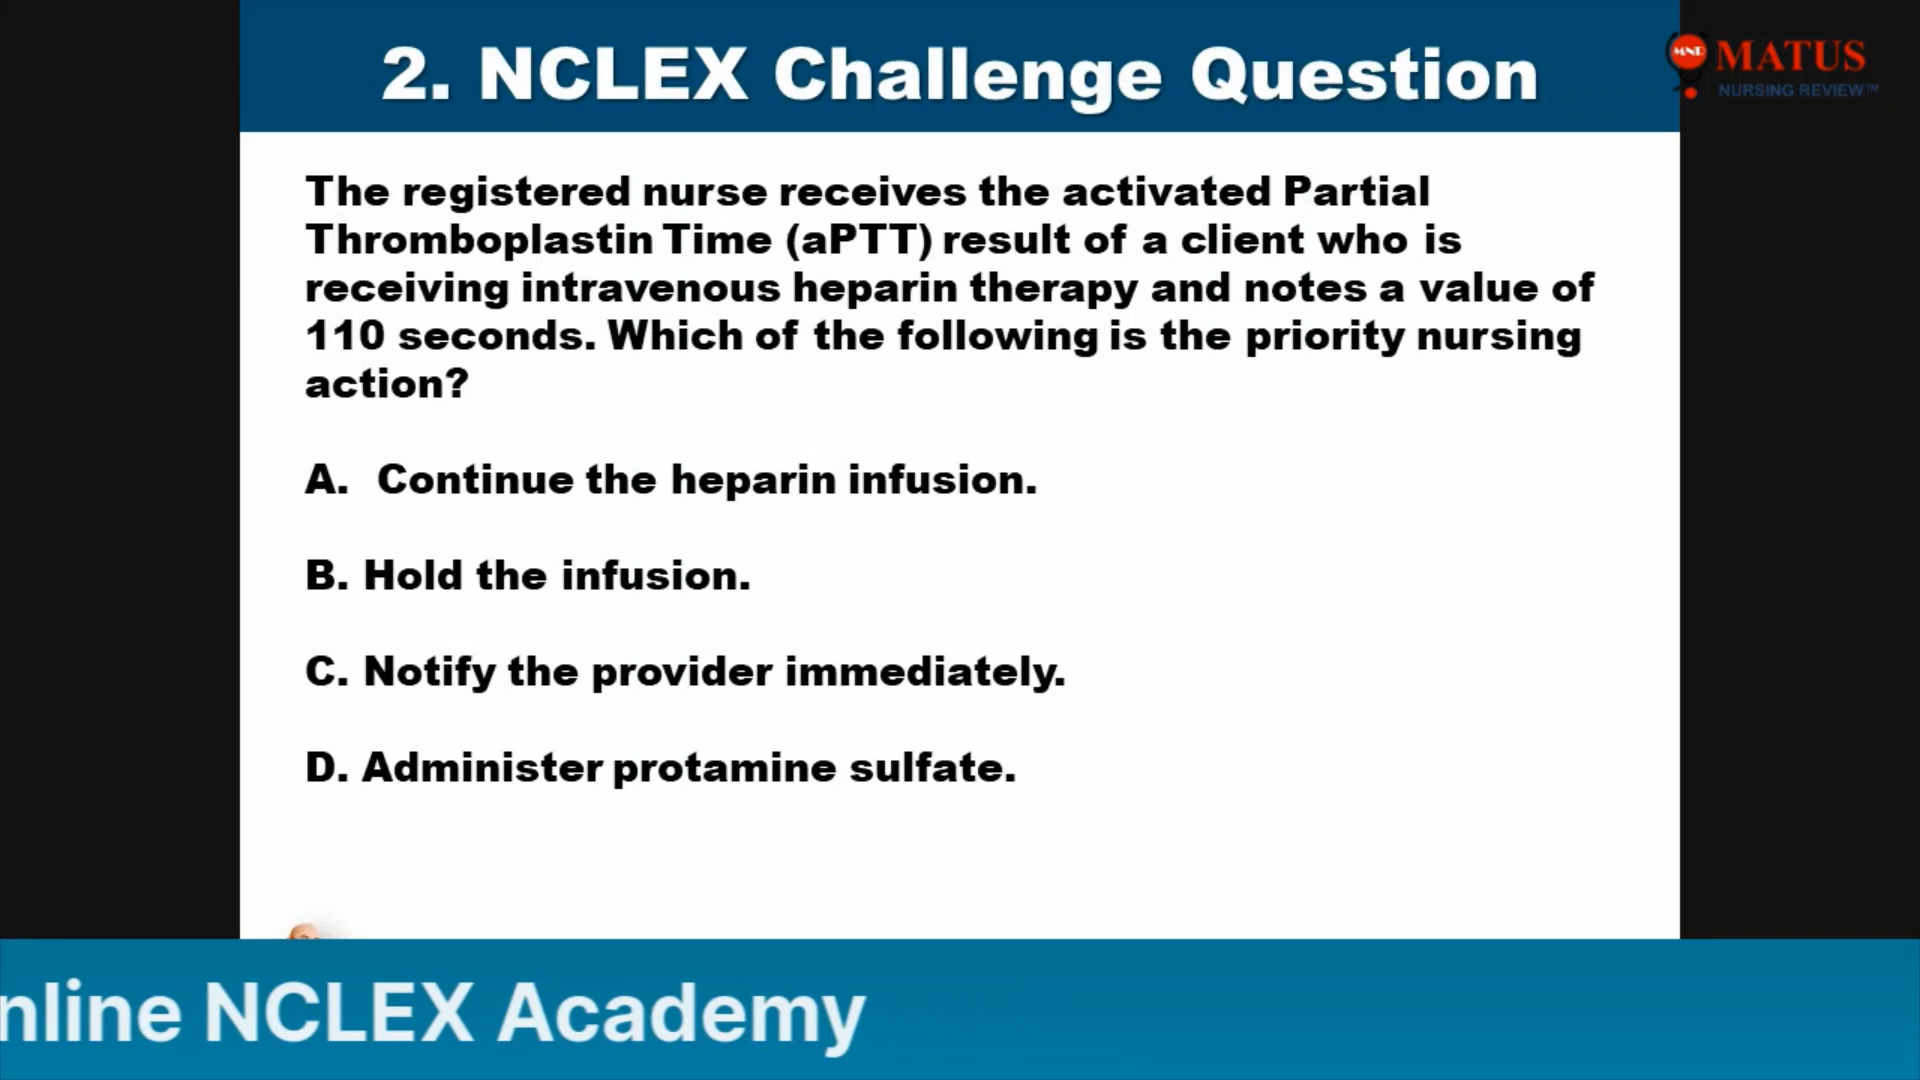 2. NCLEX Challenge Question
MNR MATUS
NURSING REVIEW™
The registered nurse receives the activated Partial
Thromboplastin Time (aPTT) result of a client who is
receiving intravenous heparin therapy and notes a value of
110 seconds. Which of the following is the priority nursing
action?
A. Continue the heparin infusion.
B. Hold the infusion.
C. Notify the provider immediately.
D. Administer protamine sulfate.
nline NCLEX Academy